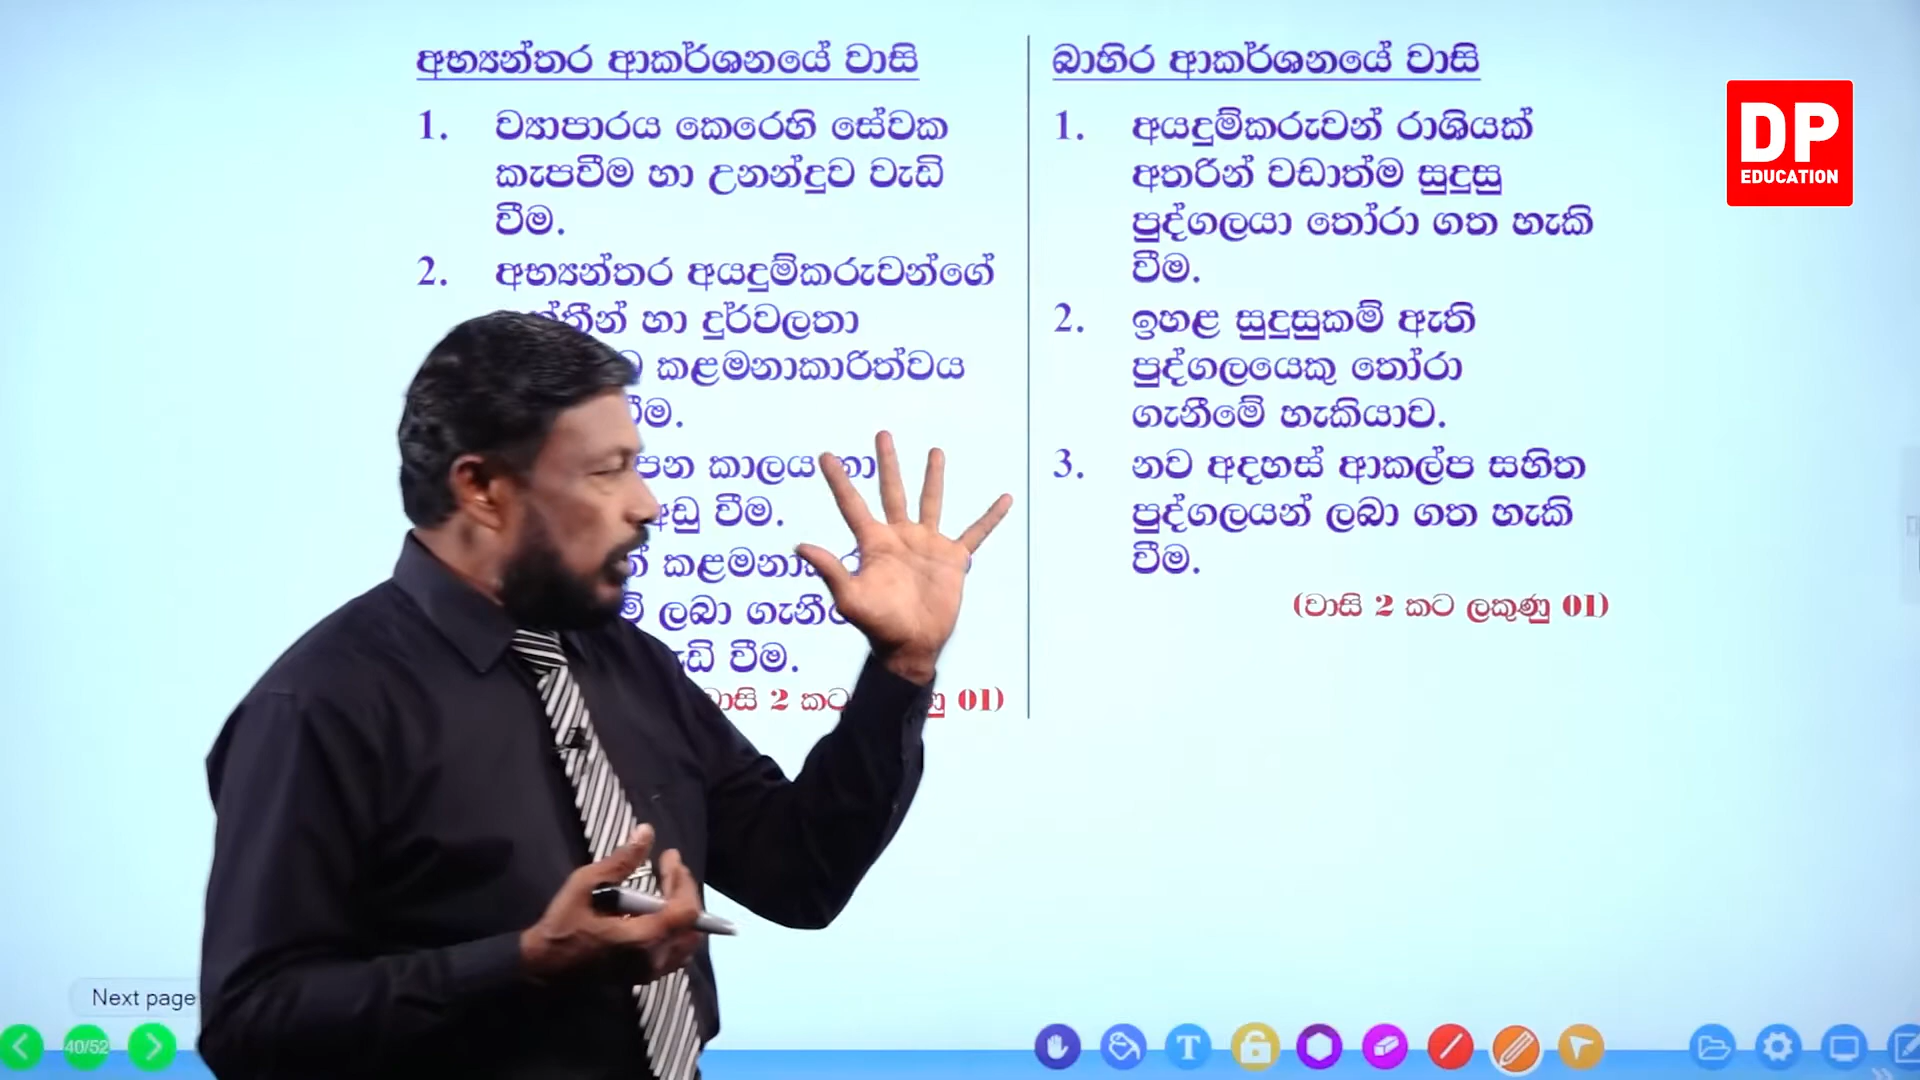 අභ්‍යන්තර ආකර්ශනයේ වාසි
1. ව්‍යාපාරය කෙරෙහි සේවක
කැපවීම හා උනන්දුව වැඩි
වීම.
2. අභ්‍යන්තර අයදුම්කරුවන්ගේ
හා දුර්වලතා
කළමනාකාරිත්වය
කාලය
අඩු වීම.
ලබා
වීම.
2 කට 01)
බාහිර ආකර්ශනයේ වාසි
1. අයදුම්කරුවන් රාශියක්
අතරින් වඩාත්ම සුදුසු
පුද්ගලයා තෝරා ගත හැකි
වීම.
2. ඉහළ සුදුසුකම් ඇති
පුද්ගලයෙකු තෝරා
ගැනීමේ හැකියාව.
3. නව අදහස් ආකල්ප සහිත
පුද්ගලයන් ලබා ගත හැකි
වීම.
(වාසි 2 කට ලකුණු 01)
DP
EDUCATION
Next page
40/52
T